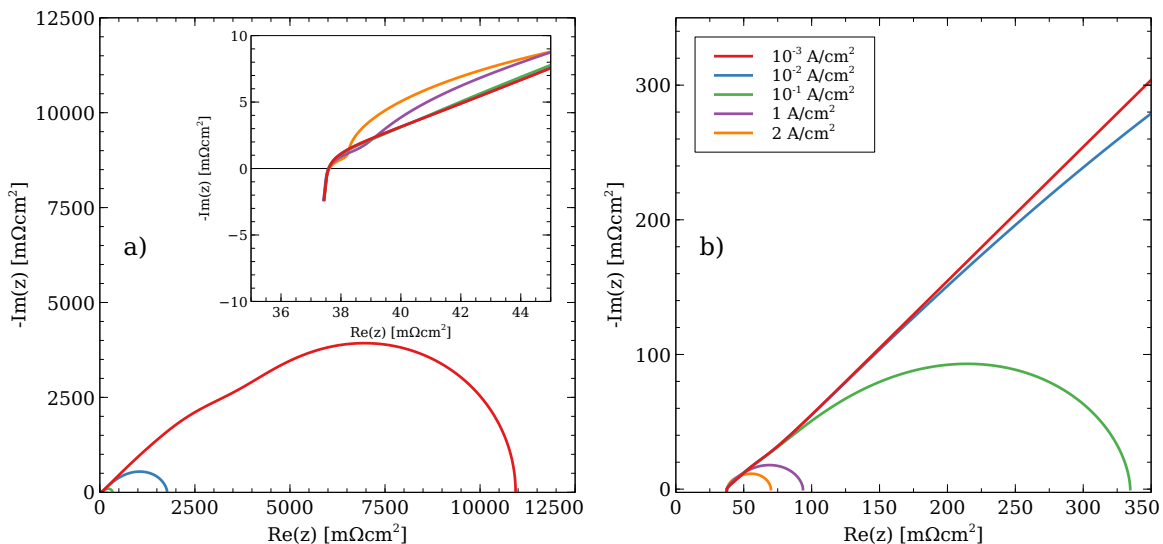 12500
10000
7500
5000
2500
0
-Im(z) [mΩcm²]
a)
0
2500
5000
7500
10000
12500
Re(z) [mΩcm²]
10
5
0
−5
−10
-Im(z) [mΩcm²]
36
38
40
42
44
Re(z) [mΩcm²]
300
200
100
0
-Im(z) [mΩcm²]
b)
10⁻³ A/cm²
10⁻² A/cm²
10⁻¹ A/cm²
1 A/cm²
2 A/cm²
0
50
100
150
200
250
300
350
Re(z) [mΩcm²]